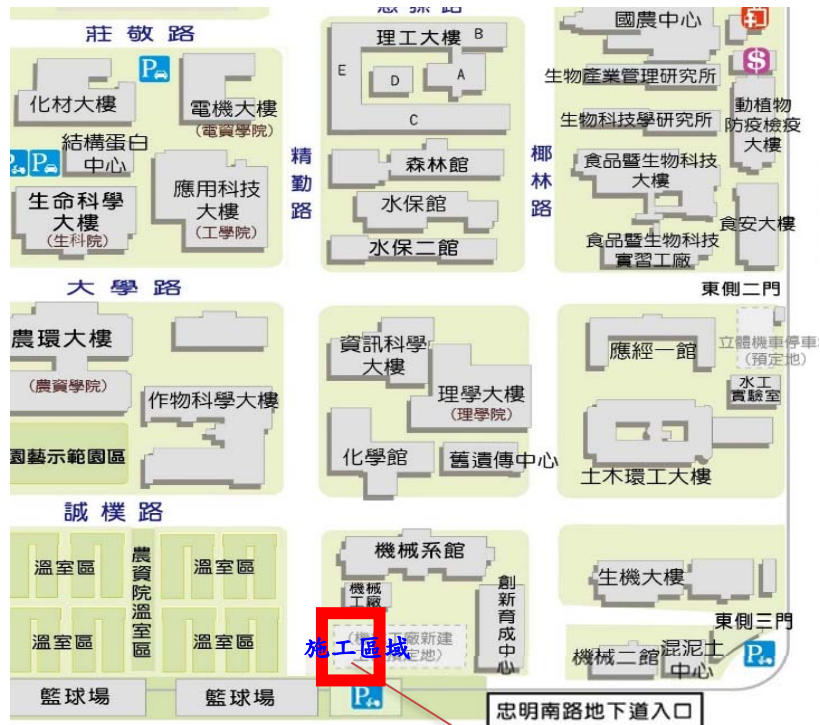 莊敬路
化材大樓
電機大樓
(電資學院)
結構蛋白
中心
生命科學
大樓
(生科院)
應用科技
大樓
(工學院)
精勤路
理工大樓
B
E
D
A
C
森林館
水保館
水保二館
椰林路
國農中心
生物產業管理研究所
生物科技學研究所
動植物
防疫檢疫
大樓
食品暨生物科技
大樓
食安大樓
食品暨生物科技
實習工廠
東側二門
大學路
農環大樓
(農資學院)
作物科學大樓
園藝示範園區
資訊科學
大樓
理學大樓
(理學院)
化學館
舊遺傳中心
應經一館
立體機車停車
(預定地)
水工
實驗室
土木環工大樓
誠樸路
溫室區
農資院溫室區
溫室區
溫室區
溫室區
機械系館
機械
工廠
創新育成中心
施工區域
預定地)
生機大樓
東側三門
機械二館
混泥土
中心
籃球場
籃球場
忠明南路地下道入口